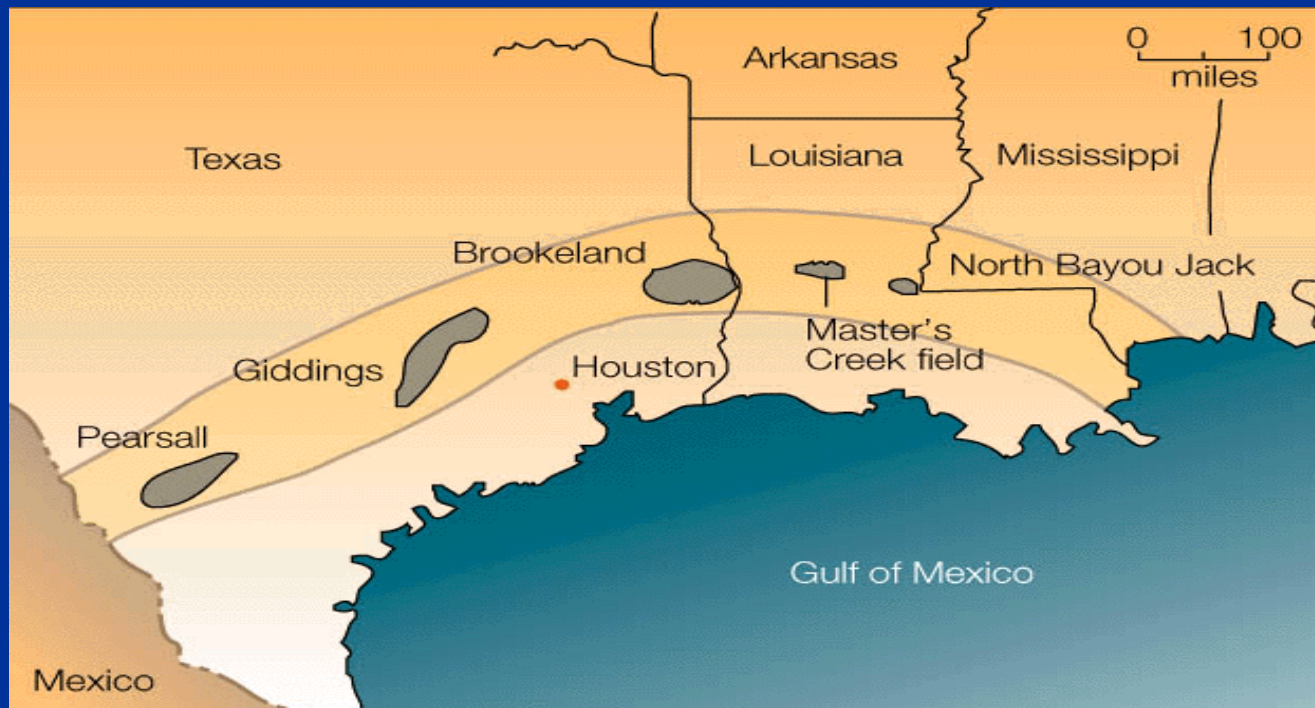 0 100
miles
Arkansas
Texas
Louisiana
Mississippi
Brookeland
North Bayou Jack
Master's
Creek field
Giddings
Houston
Pearsall
Gulf of Mexico
Mexico